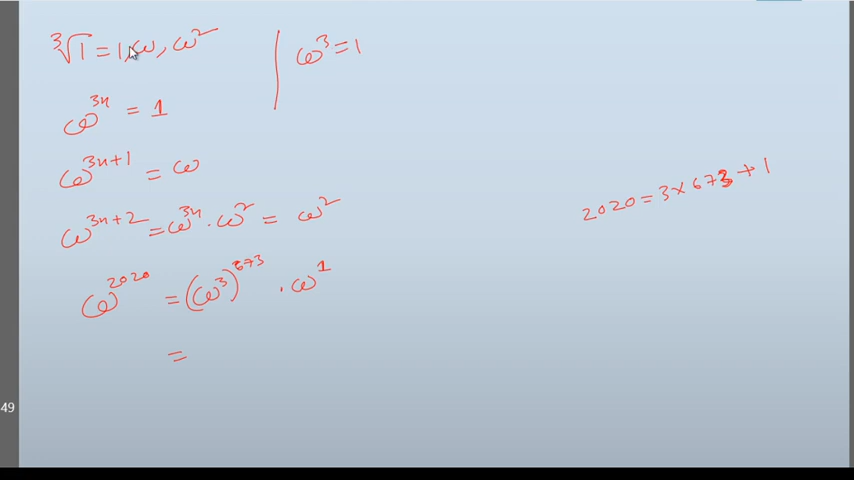 ∛1 = 1, ω, ω²
ω³ = 1
ω³ⁿ = 1
ω³ⁿ⁺¹ = ω
ω³ⁿ⁺² = ω³ⁿ · ω² = ω²
2020 = 3 × 673 + 1
ω²⁰²⁰ = (ω³)⁶⁷³ · ω¹
=
49